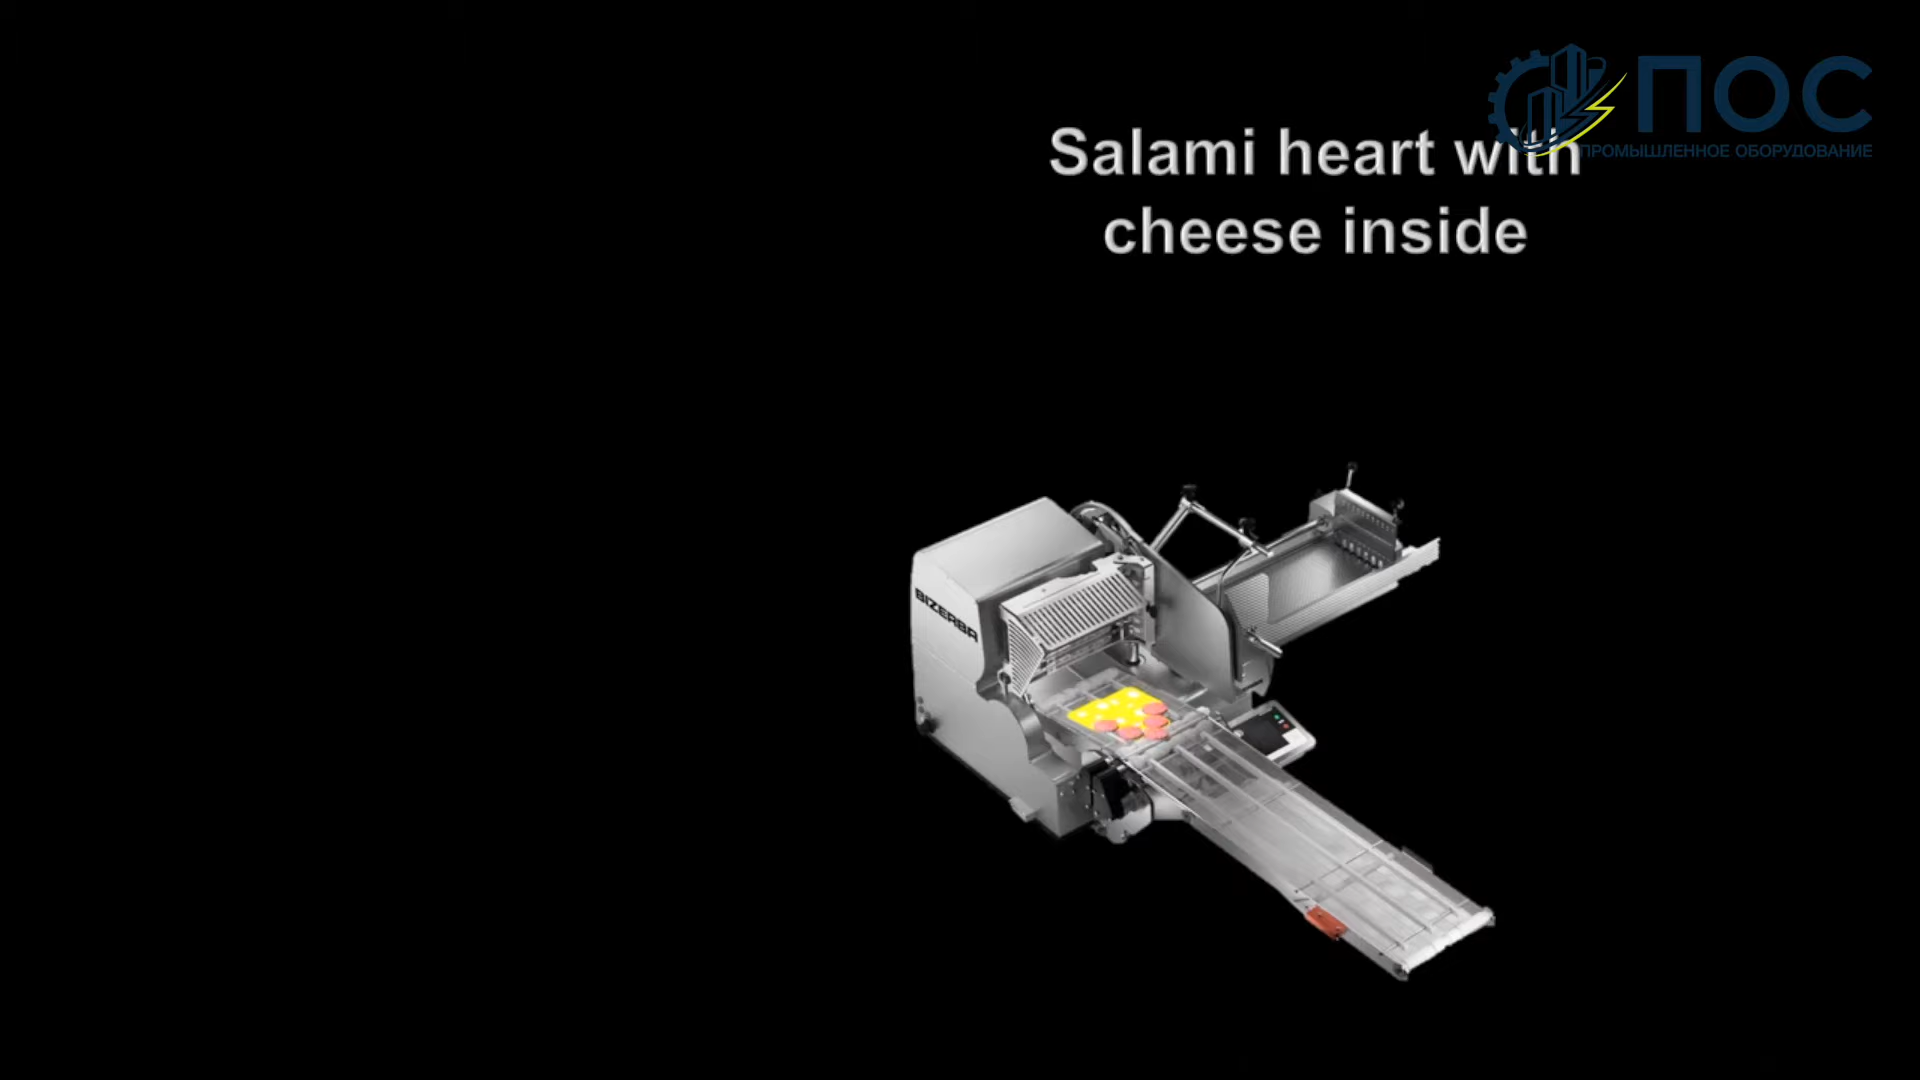 ПОС
ПРОМЫШЛЕННОЕ ОБОРУДОВАНИЕ
Salami heart with
cheese inside
BIZERBA